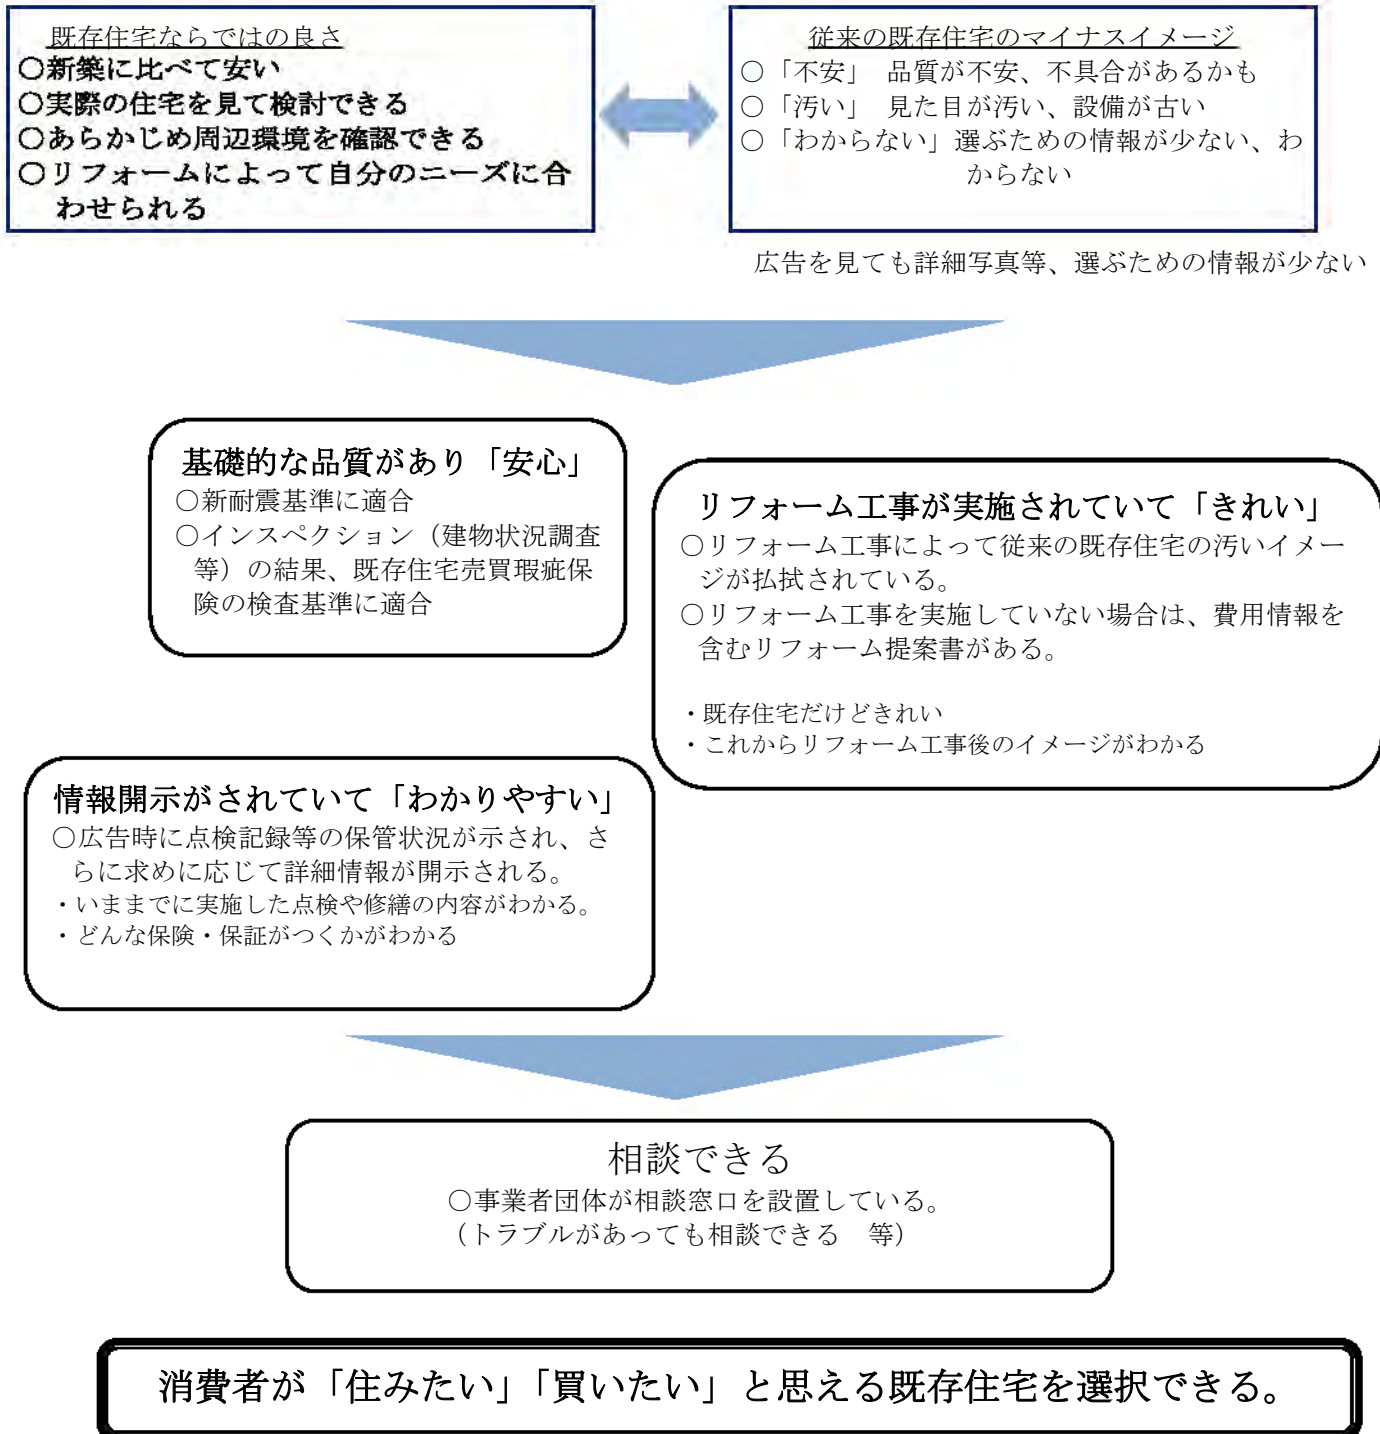 既存住宅ならではの良さ
○新築に比べて安い
○実際の住宅を見て検討できる
○あらかじめ周辺環境を確認できる
○リフォームによって自分のニーズに合
わせられる
従来の既存住宅のマイナスイメージ
○「不安」 品質が不安、不具合があるかも
○「汚い」 見た目が汚い、設備が古い
○「わからない」選ぶための情報が少ない、わ
からない
広告を見ても詳細写真等、選ぶための情報が少ない
基礎的な品質があり「安心」
○新耐震基準に適合
○インスペクション（建物状況調査
等）の結果、既存住宅売買瑕疵保
険の検査基準に適合
リフォーム工事が実施されていて「きれい」
○リフォーム工事によって従来の既存住宅の汚いイメー
ジが払拭されている。
○リフォーム工事を実施していない場合は、費用情報を
含むリフォーム提案書がある。
・既存住宅だけどきれい
・これからリフォーム工事後のイメージがわかる
情報開示がされていて「わかりやすい」
○広告時に点検記録等の保管状況が示され、さ
らに求めに応じて詳細情報が開示される。
・いままでに実施した点検や修繕の内容がわかる。
・どんな保険・保証がつくかがわかる
相談できる
○事業者団体が相談窓口を設置している。
（トラブルがあっても相談できる　等）
消費者が「住みたい」「買いたい」と思える既存住宅を選択できる。